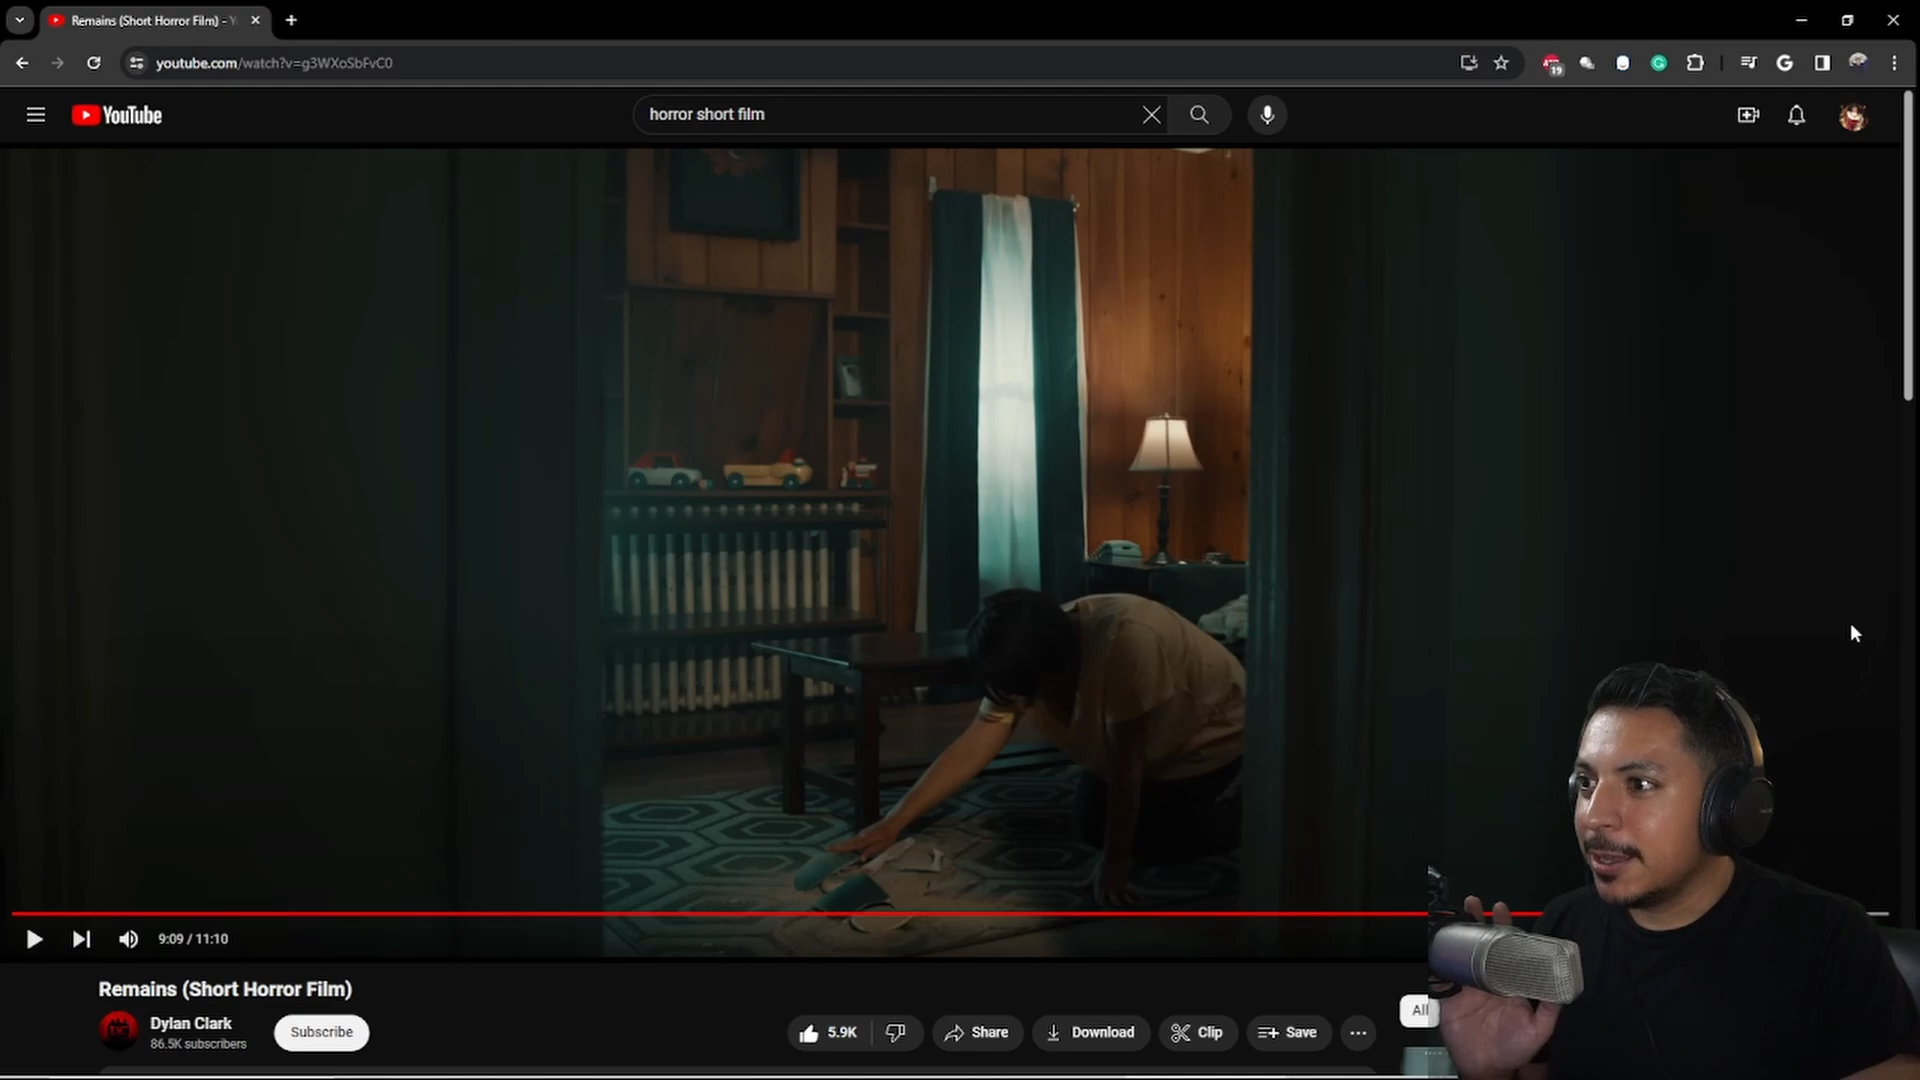 Remains (Short Horror Film) - Y
youtube.com/watch?v=g3WXoSbFvC0
19
YouTube
horror short film
9:09 / 11:10
Remains (Short Horror Film)
Dylan Clark
86.5K subscribers
Subscribe
5.9K
Share
Download
Clip
Save
All